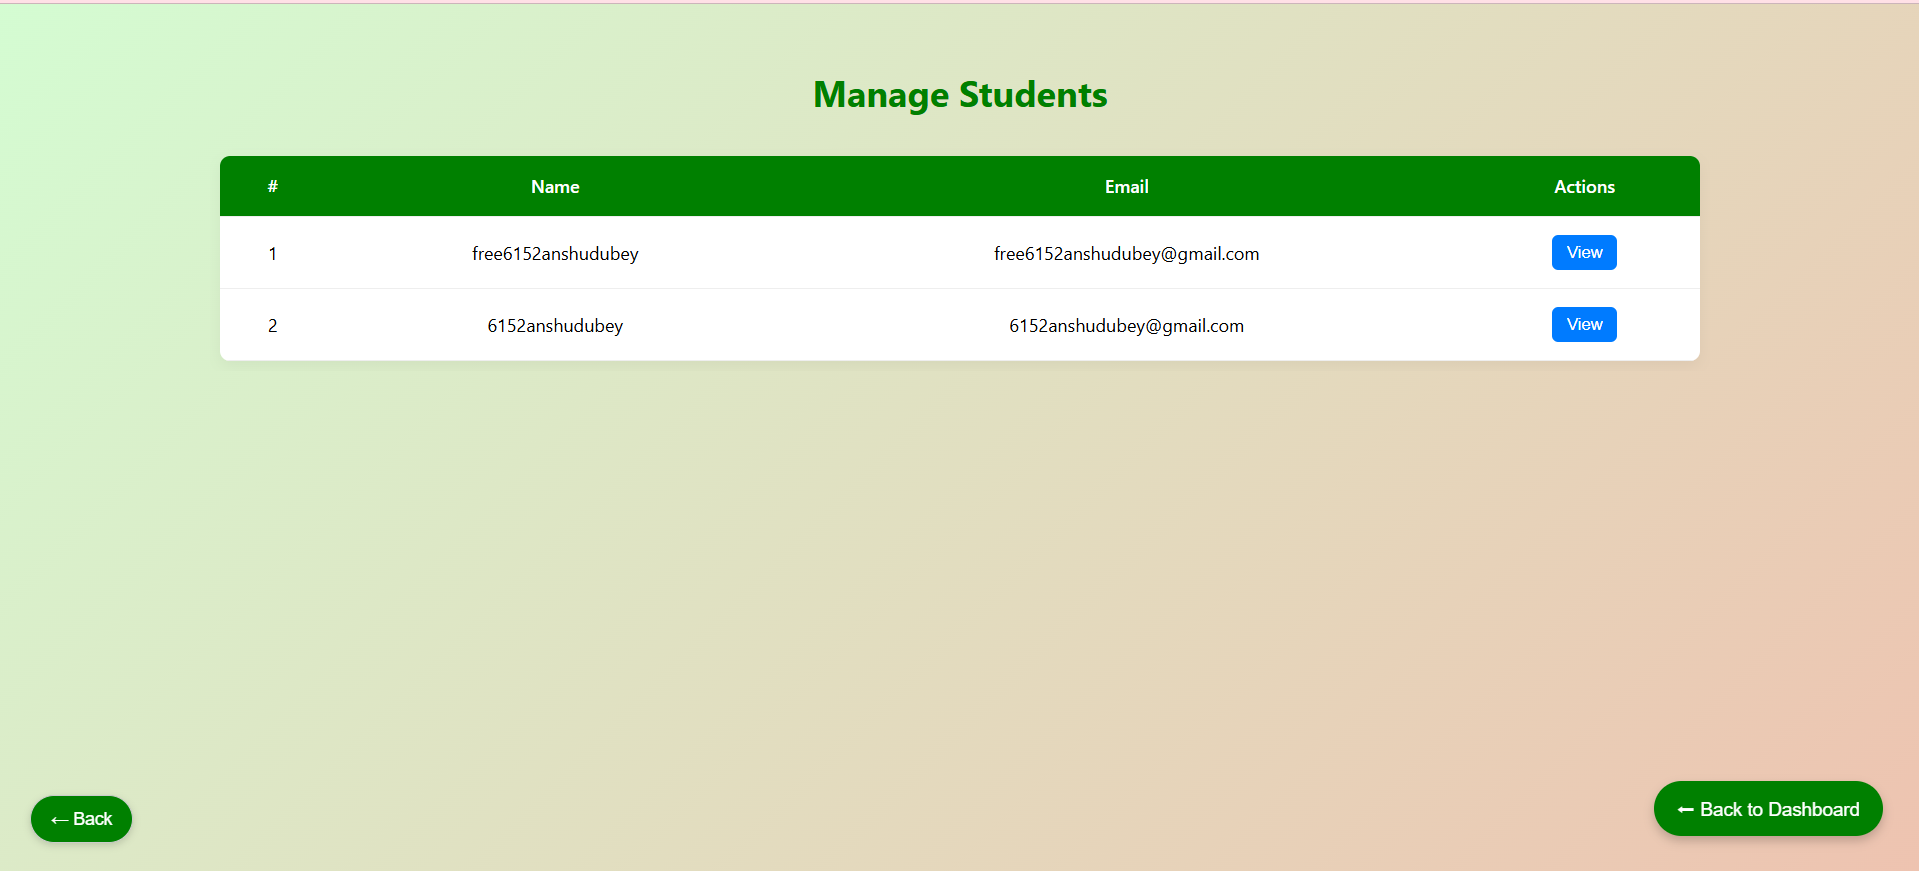 Manage Students
# Name Email Actions
1 free6152anshudubey free6152anshudubey@gmail.com View
2 6152anshudubey 6152anshudubey@gmail.com View
← Back
← Back to Dashboard